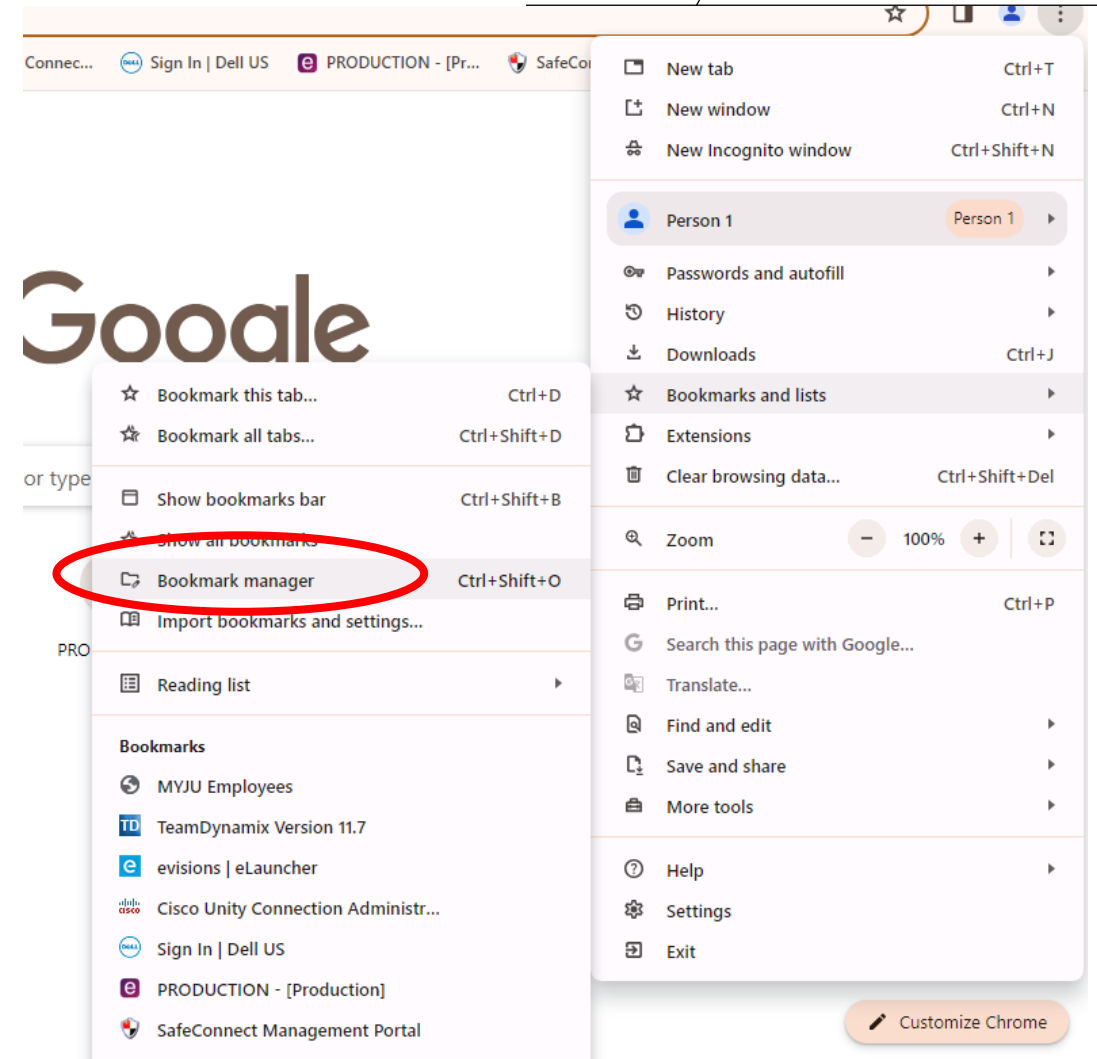 Connec... Sign In | Dell US PRODUCTION - [Pr... SafeCo
New tab Ctrl+T
New window Ctrl+N
New Incognito window Ctrl+Shift+N
Person 1 Person 1
Passwords and autofill
History
Downloads Ctrl+J
Bookmarks and lists
Extensions
Clear browsing data... Ctrl+Shift+Del
Zoom − 100% +
Print... Ctrl+P
Search this page with Google...
Translate...
Find and edit
Save and share
More tools
Help
Settings
Exit
Google
Bookmark this tab... Ctrl+D
Bookmark all tabs... Ctrl+Shift+D
or type
Show bookmarks bar Ctrl+Shift+B
Show all bookmarks
Bookmark manager Ctrl+Shift+O
Import bookmarks and settings...
PRO
Reading list
Bookmarks
MYJU Employees
TD TeamDynamix Version 11.7
e evisions | eLauncher
cisco Cisco Unity Connection Administr...
DELL Sign In | Dell US
e PRODUCTION - [Production]
SafeConnect Management Portal
Customize Chrome